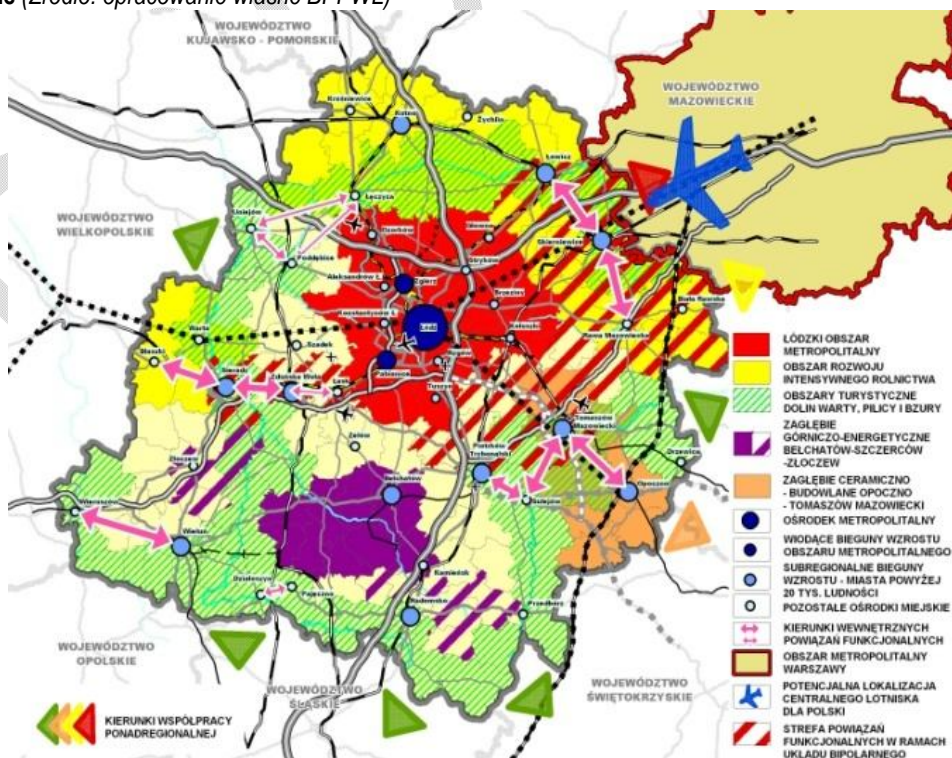 (Źródło: opracowanie własne BPPWŁ)
WOJEWÓDZTWO
KUJAWSKO - POMORSKIE
WOJEWÓDZTWO
MAZOWIECKIE
Krośniewice
Kutno
Żychlin
Łowicz
Łęczyca
Uniejów
WOJEWÓDZTWO
WIELKOPOLSKIE
Ozorków
Głowno
Skierniewice
Poddębice
Stryków
Aleksandrów Ł.
Zgierz
Brzeziny
Biała Rawska
Rawa Mazowiecka
Konstantynów Ł.
Łódź
Koluszki
Warta
Szadek
Pabianice
Rzgów
Błaszki
Sieradz
Zduńska Wola
Łask
Tuszyn
Tomaszów
Mazowiecki
Zelów
Piotrków
Trybunalski
Drzewica
Złoczew
Bełchatów
Sulejów
Opoczno
Wieruszów
Wieluń
Kamieńsk
Działoszyn
Pajęczno
Radomsko
Przedbórz
WOJEWÓDZTWO
OPOLSKIE
WOJEWÓDZTWO
ŚLĄSKIE
WOJEWÓDZTWO
ŚWIĘTOKRZYSKIE
KIERUNKI WSPÓŁPRACY
PONADREGIONALNEJ
ŁÓDZKI OBSZAR
METROPOLITALNY
OBSZAR ROZWOJU
INTENSYWNEGO ROLNICTWA
OBSZARY TURYSTYCZNE
DOLIN WARTY, PILICY I BZURY
ZAGŁĘBIE
GÓRNICZO-ENERGETYCZNE
BEŁCHATÓW-SZCZERCÓW
-ZŁOCZEW
ZAGŁĘBIE CERAMICZNO
- BUDOWLANE OPOCZNO
- TOMASZÓW MAZOWIECKI
OŚRODEK METROPOLITALNY
WIODĄCE BIEGUNY WZROSTU
OBSZARU METROPOLITALNEGO
SUBREGIONALNE BIEGUNY
WZROSTU - MIASTA POWYŻEJ
20 TYS. LUDNOŚCI
POZOSTAŁE OŚRODKI MIEJSKIE
KIERUNKI WEWNĘTRZNYCH
POWIĄZAŃ FUNKCJONALNYCH
OBSZAR METROPOLITALNY
WARSZAWY
POTENCJALNA LOKALIZACJA
CENTRALNEGO LOTNISKA
DLA POLSKI
STREFA POWIĄZAŃ
FUNKCJONALNYCH W RAMACH
UKŁADU BIPOLARNEGO